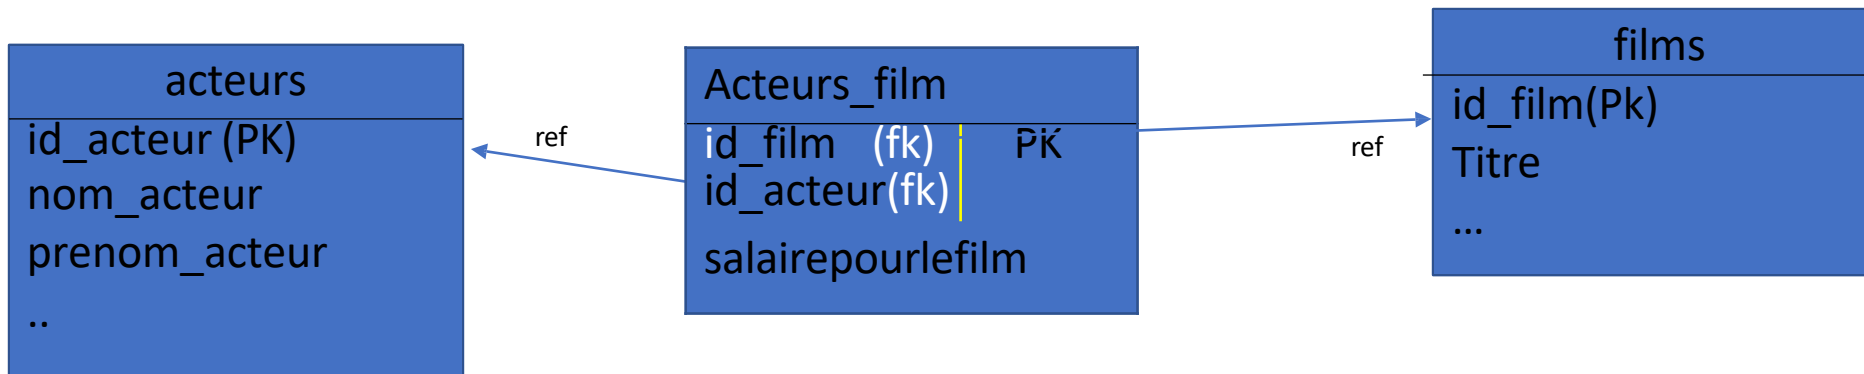 acteurs
id_acteur (PK)
nom_acteur
prenom_acteur
..
ref
Acteurs_film
id_film (fk) PK
id_acteur(fk)
salairepourlefilm
ref
films
id_film(Pk)
Titre
...